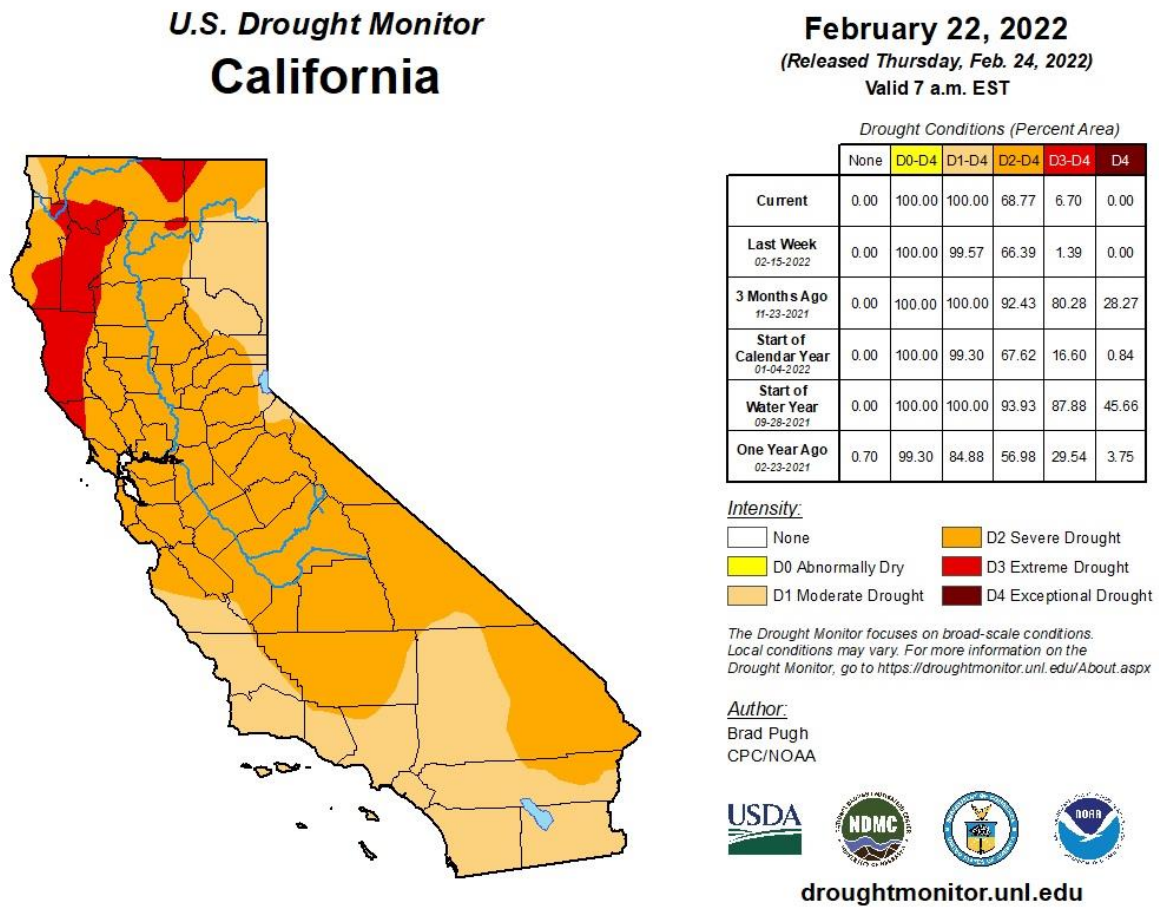 U.S. Drought Monitor
California
February 22, 2022
(Released Thursday, Feb. 24, 2022)
Valid 7 a.m. EST
Drought Conditions (Percent Area)
None D0-D4 D1-D4 D2-D4 D3-D4 D4
Current 0.00 100.00 100.00 68.77 6.70 0.00
Last Week
02-15-2022 0.00 100.00 99.57 66.39 1.39 0.00
3 Months Ago
11-23-2021 0.00 100.00 100.00 92.43 80.28 28.27
Start of
Calendar Year
01-04-2022 0.00 100.00 99.30 67.62 16.60 0.84
Start of
Water Year
09-28-2021 0.00 100.00 100.00 93.93 87.88 45.66
One Year Ago
02-23-2021 0.70 99.30 84.88 56.98 29.54 3.75
Intensity:
None
D0 Abnormally Dry
D1 Moderate Drought
D2 Severe Drought
D3 Extreme Drought
D4 Exceptional Drought
The Drought Monitor focuses on broad-scale conditions.
Local conditions may vary. For more information on the
Drought Monitor, go to https://droughtmonitor.unl.edu/About.aspx
Author:
Brad Pugh
CPC/NOAA
USDA
NDMC
NOAA
droughtmonitor.unl.edu